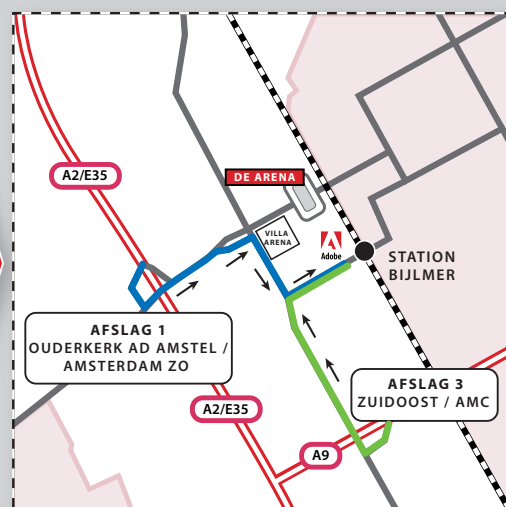 A2/E35
DE ARENA
VILLA
ARENA
Adobe
STATION
BIJLMER
AFSLAG 1
OUDERKERK AD AMSTEL /
AMSTERDAM ZO
AFSLAG 3
ZUIDOOST / AMC
A2/E35
A9